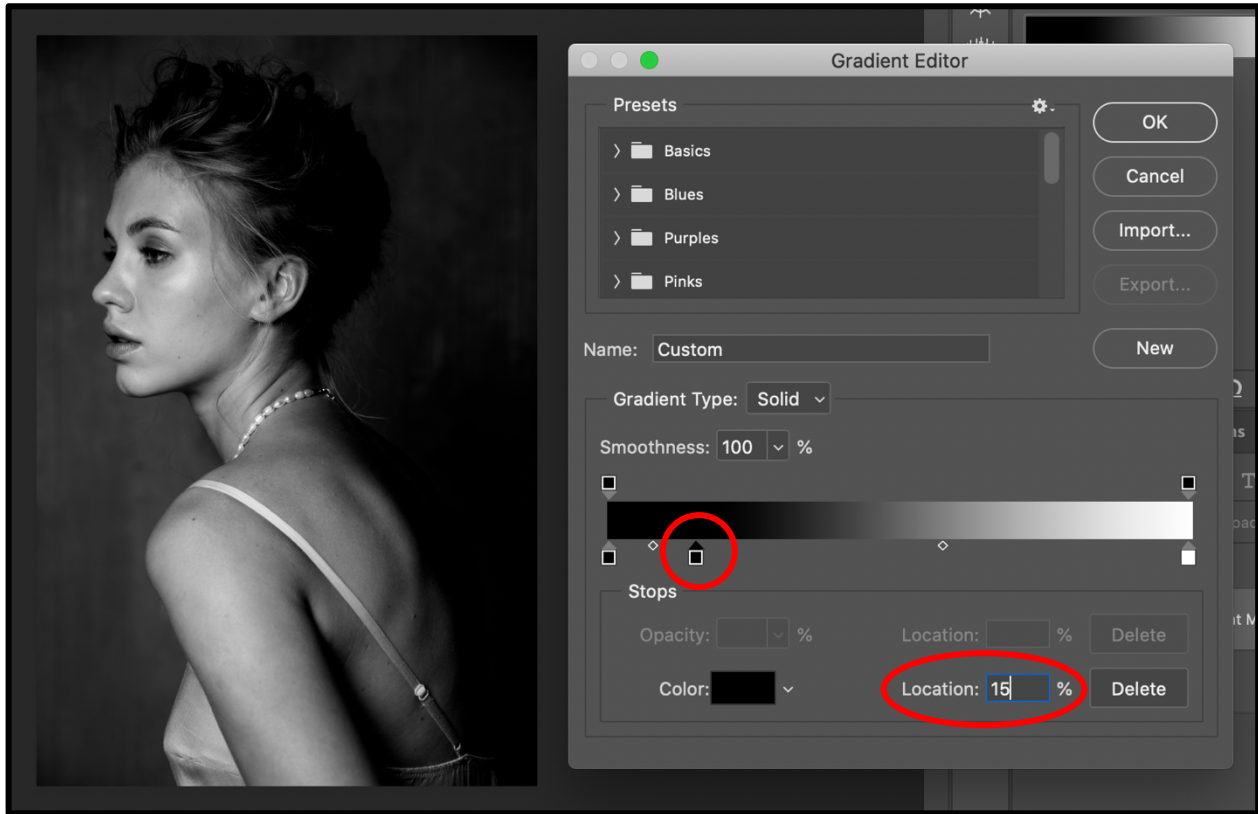 Gradient Editor
Presets
OK
Basics
Cancel
Blues
Import...
Purples
Pinks
Export...
Name: Custom
New
Gradient Type: Solid
Smoothness: 100 %
Stops
Opacity: % Location: % Delete
Color: Location: 15 % Delete